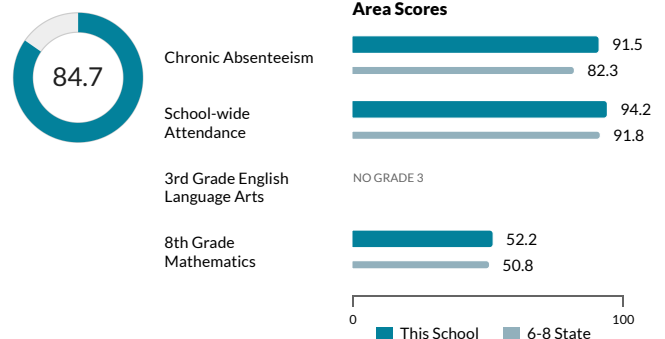 Area Scores
84.7
Chronic Absenteeism
91.5
82.3
School-wide
Attendance
94.2
91.8
3rd Grade English
Language Arts
NO GRADE 3
8th Grade
Mathematics
52.2
50.8
0
100
This School
6-8 State